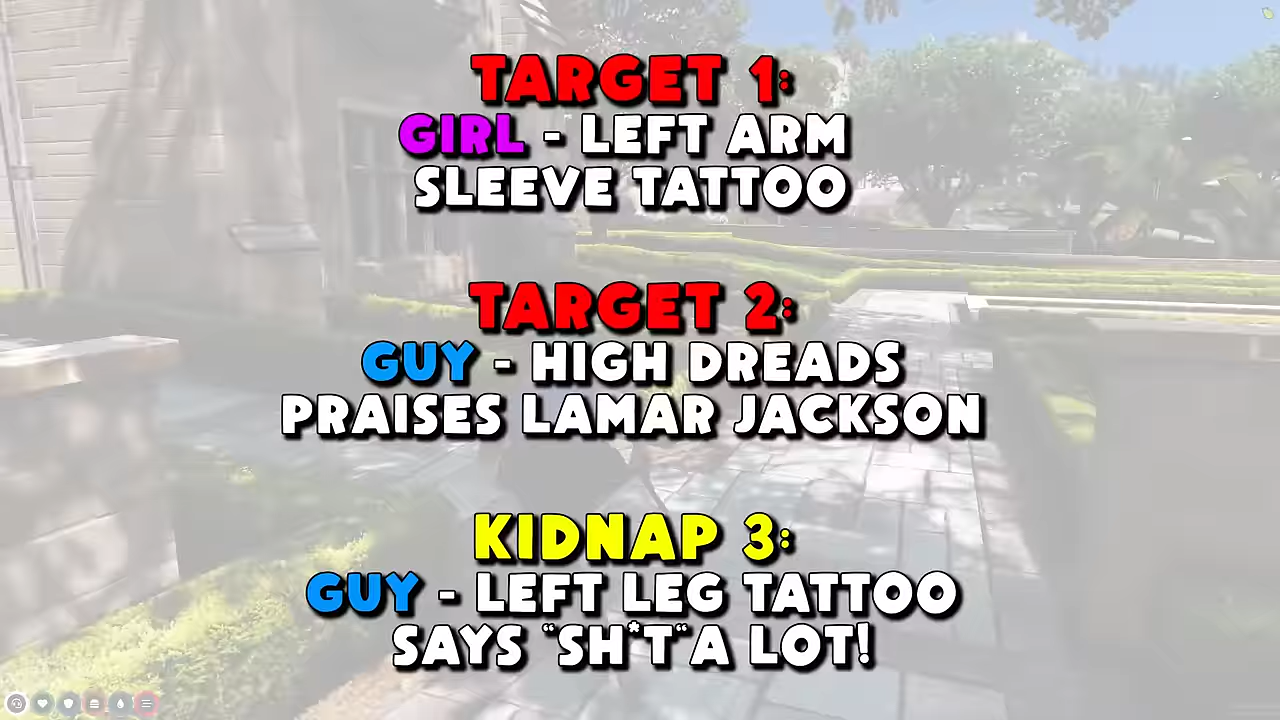 TARGET 1:
GIRL - LEFT ARM
SLEEVE TATTOO
TARGET 2:
GUY - HIGH DREADS
PRAISES LAMAR JACKSON
KIDNAP 3:
GUY - LEFT LEG TATTOO
SAYS "SH*T" A LOT!